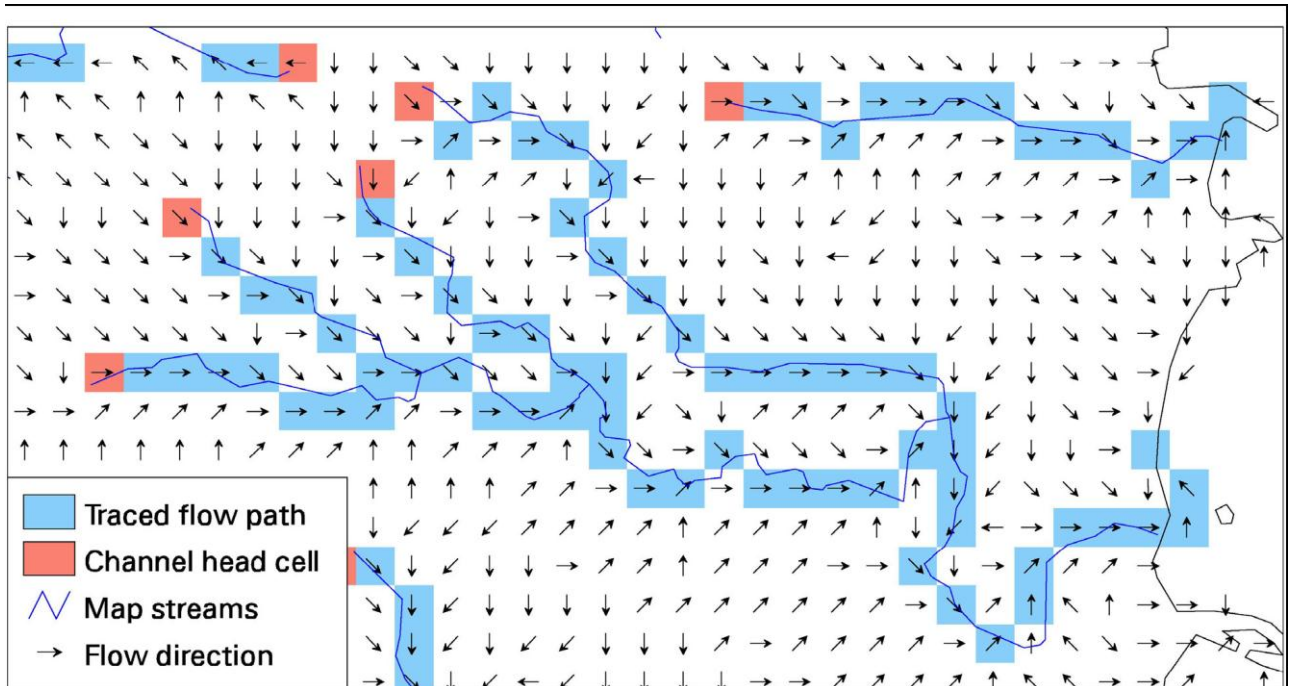 Traced flow path
Channel head cell
Map streams
Flow direction